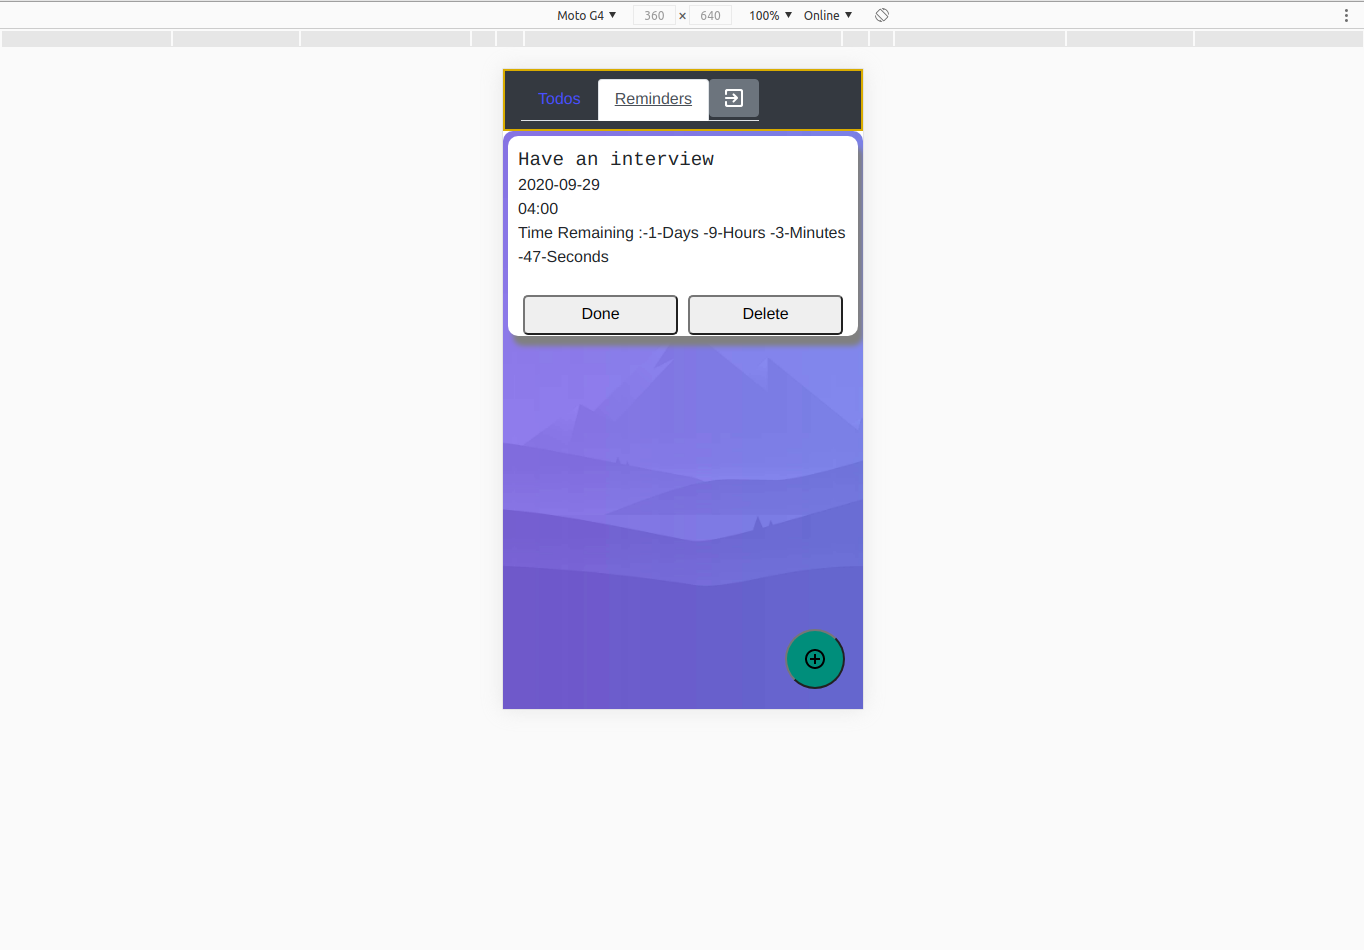 Moto G4 ▼ 360 × 640 100% ▼ Online ▼
Todos Reminders
Have an interview
2020-09-29
04:00
Time Remaining :-1-Days -9-Hours -3-Minutes
-47-Seconds
Done Delete